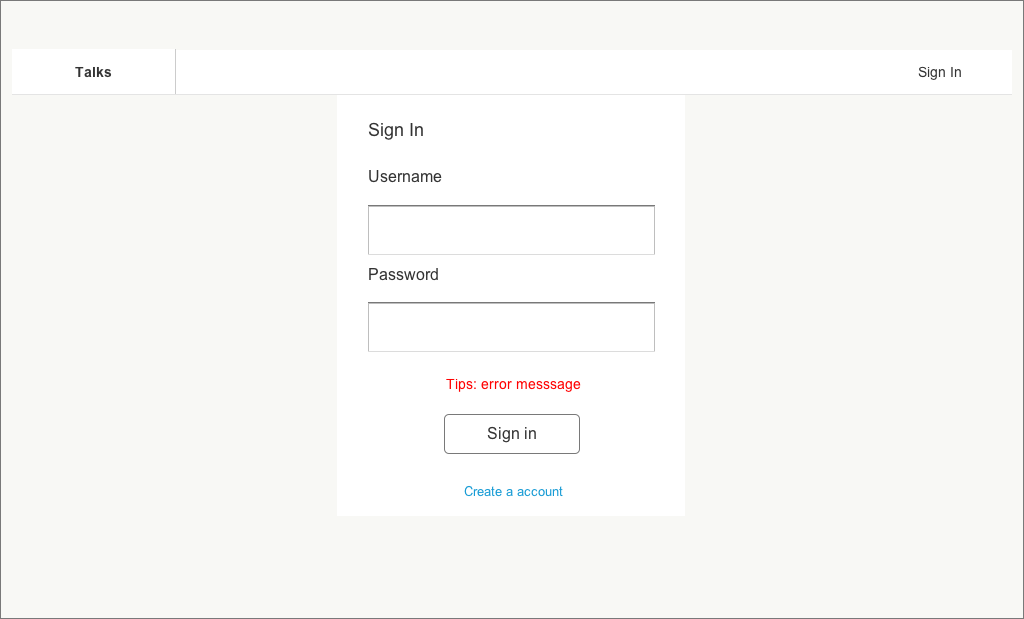 Talks
Sign In
Sign In
Username
Password
Tips: error messsage
Sign in
Create a account